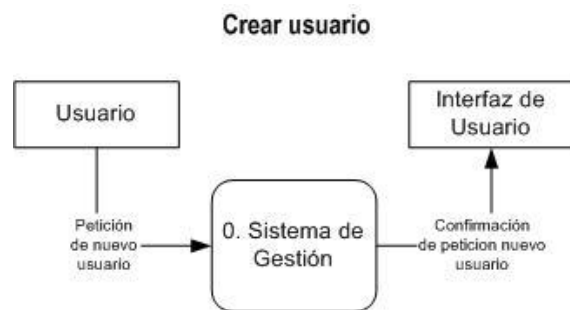 Crear usuario
Usuario
Interfaz de
Usuario
Petición
de nuevo
usuario
0. Sistema de
Gestión
Confirmación
de peticion nuevo
usuario